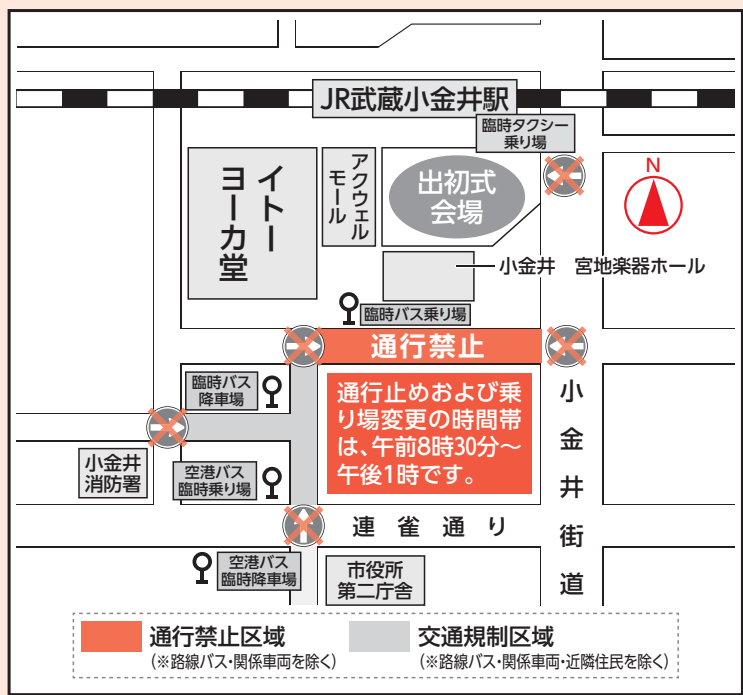 JR武蔵小金井駅
臨時タクシー
乗り場
イトー
ヨーカ堂
アクウェル
モール
出初式
会場
N
小金井　宮地楽器ホール
臨時バス乗り場
通行禁止
臨時バス
降車場
通行止めおよび乗
り場変更の時間帯
は、午前8時30分～
午後1時です。
小金井街道
小金井
消防署
空港バス
臨時乗り場
連雀通り
空港バス
臨時降車場
市役所
第二庁舎
通行禁止区域
(※路線バス・関係車両を除く)
交通規制区域
(※路線バス・関係車両・近隣住民を除く)